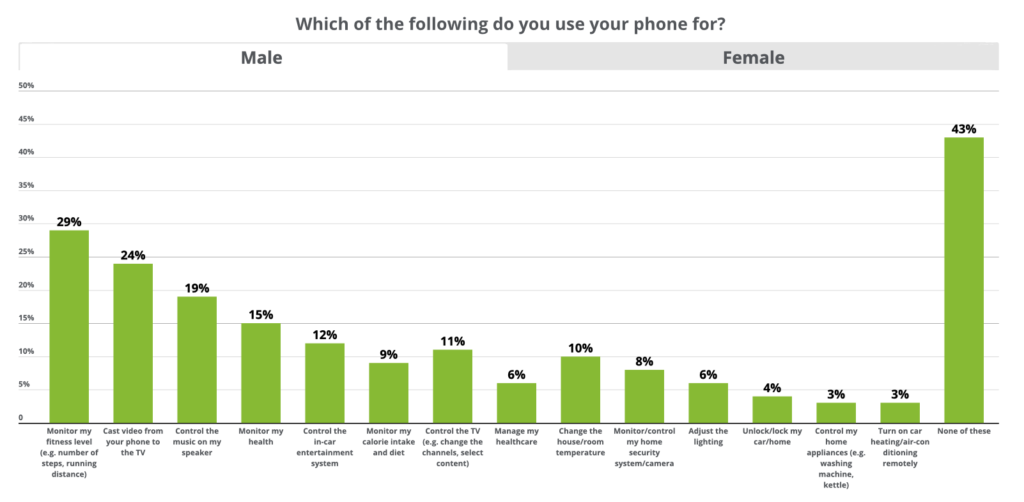 Which of the following do you use your phone for?
Male
Female
50%
45%
40%
35%
30%
25%
20%
15%
10%
5%
0
29%
24%
19%
15%
12%
9%
11%
6%
10%
8%
6%
4%
3%
3%
43%
Monitor my
fitness level
(e.g. number of
steps, running
distance)
Cast video from
your phone to
the TV
Control the
music on my
speaker
Monitor my
health
Control the
in-car
entertainment
system
Monitor my
calorie intake
and diet
Control the TV
(e.g. change the
channels, select
content)
Manage my
healthcare
Change the
house/room
temperature
Monitor/control
my home
security
system/camera
Adjust the
lighting
Unlock/lock my
car/home
Control my
home
appliances (e.g.
washing
machine,
kettle)
Turn on car
heating/air-con
ditioning
remotely
None of these